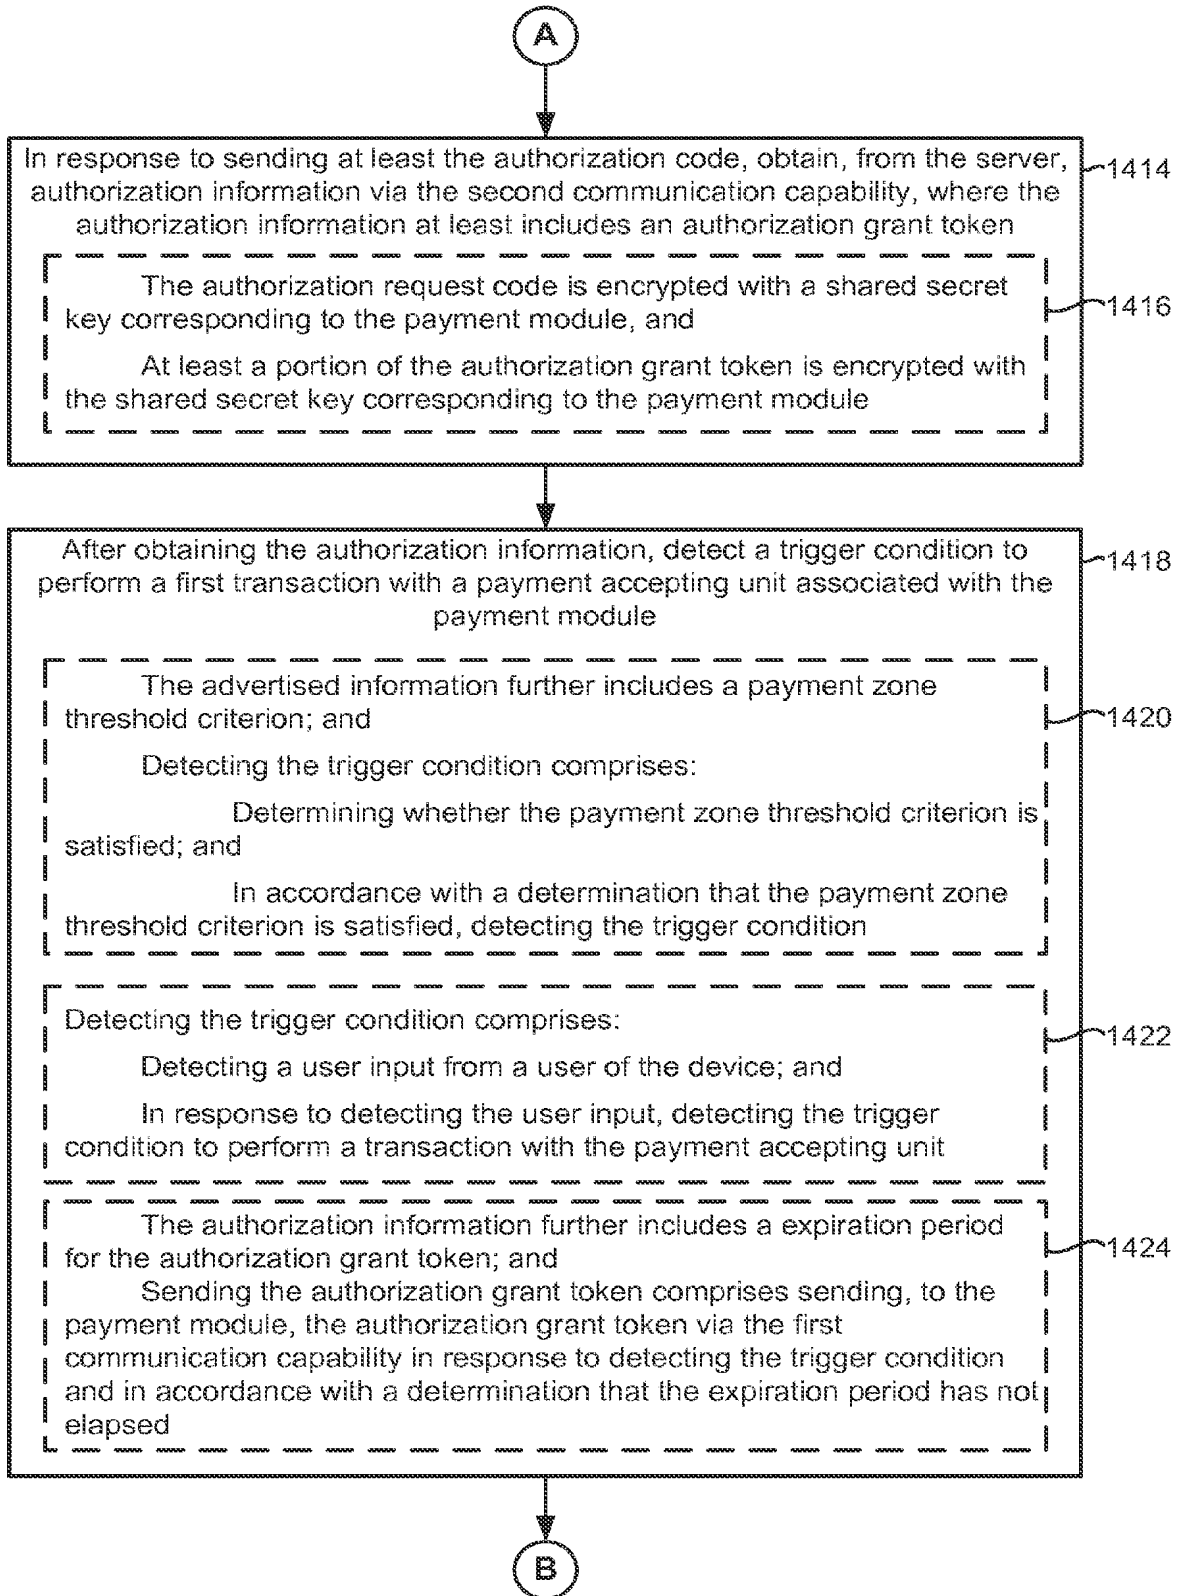 A
In response to sending at least the authorization code, obtain, from the server,
authorization information via the second communication capability, where the
authorization information at least includes an authorization grant token
1414
The authorization request code is encrypted with a shared secret
key corresponding to the payment module, and
1416
At least a portion of the authorization grant token is encrypted with
the shared secret key corresponding to the payment module
After obtaining the authorization information, detect a trigger condition to
perform a first transaction with a payment accepting unit associated with the
payment module
1418
The advertised information further includes a payment zone
threshold criterion; and
1420
Detecting the trigger condition comprises:
Determining whether the payment zone threshold criterion is
satisfied; and
In accordance with a determination that the payment zone
threshold criterion is satisfied, detecting the trigger condition
Detecting the trigger condition comprises:
1422
Detecting a user input from a user of the device; and
In response to detecting the user input, detecting the trigger
condition to perform a transaction with the payment accepting unit
The authorization information further includes a expiration period
for the authorization grant token; and
1424
Sending the authorization grant token comprises sending, to the
payment module, the authorization grant token via the first
communication capability in response to detecting the trigger condition
and in accordance with a determination that the expiration period has not
elapsed
B